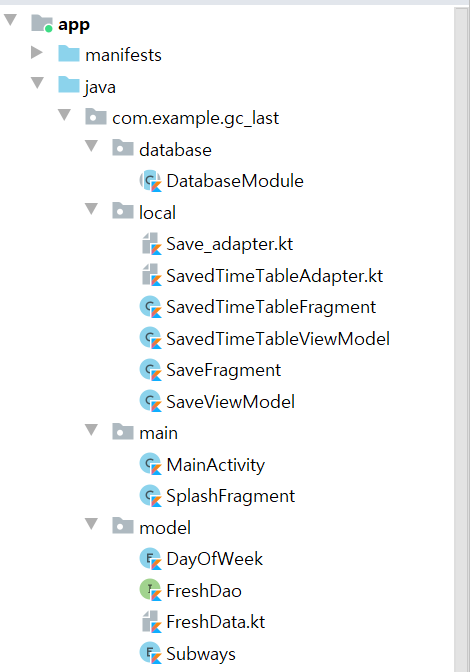 app
manifests
java
com.example.gc_last
database
DatabaseModule
local
Save_adapter.kt
SavedTimeTableAdapter.kt
SavedTimeTableFragment
SavedTimeTableViewModel
SaveFragment
SaveViewModel
main
MainActivity
SplashFragment
model
DayOfWeek
FreshDao
FreshData.kt
Subways